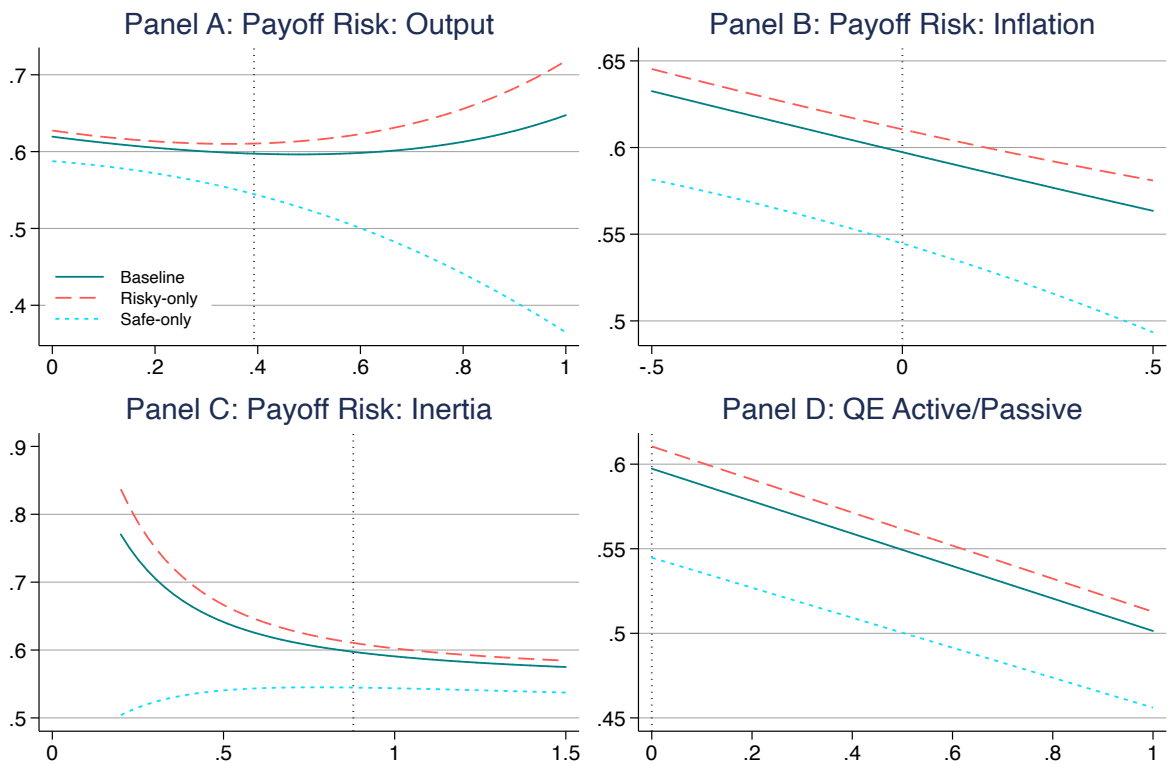 Panel A: Payoff Risk: Output
.7
.6
.5
.4
Baseline
Risky-only
Safe-only
0 .2 .4 .6 .8 1
Panel B: Payoff Risk: Inflation
.65
.6
.55
.5
-.5 0 .5
Panel C: Payoff Risk: Inertia
.9
.8
.7
.6
.5
0 .5 1 1.5
Panel D: QE Active/Passive
.6
.55
.5
.45
0 .2 .4 .6 .8 1